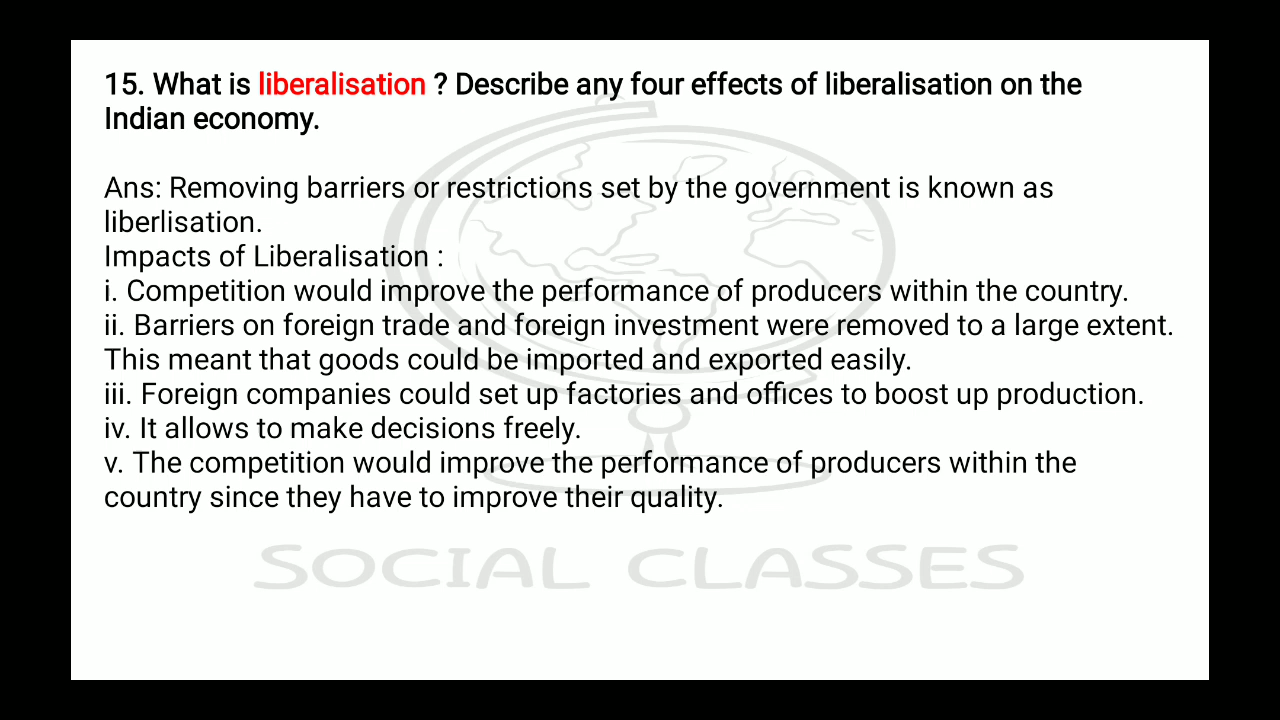 15. What is liberalisation ? Describe any four effects of liberalisation on the
Indian economy.
Ans: Removing barriers or restrictions set by the government is known as
liberlisation.
Impacts of Liberalisation :
i. Competition would improve the performance of producers within the country.
ii. Barriers on foreign trade and foreign investment were removed to a large extent.
This meant that goods could be imported and exported easily.
iii. Foreign companies could set up factories and offices to boost up production.
iv. It allows to make decisions freely.
v. The competition would improve the performance of producers within the
country since they have to improve their quality.
SOCIAL CLASSES